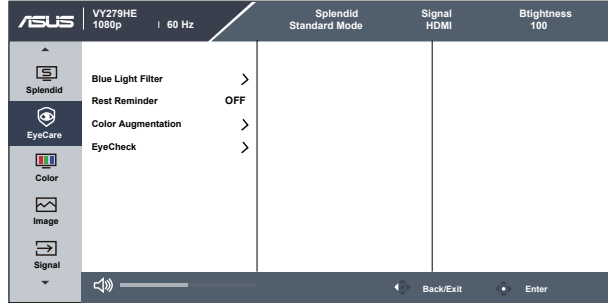 ASUS
VY279HE
1080p | 60 Hz
Splendid
Standard Mode
Signal
HDMI
Btightness
100
Splendid
EyeCare
Color
Image
Signal
Blue Light Filter
Rest Reminder OFF
Color Augmentation
EyeCheck
Back/Exit
Enter